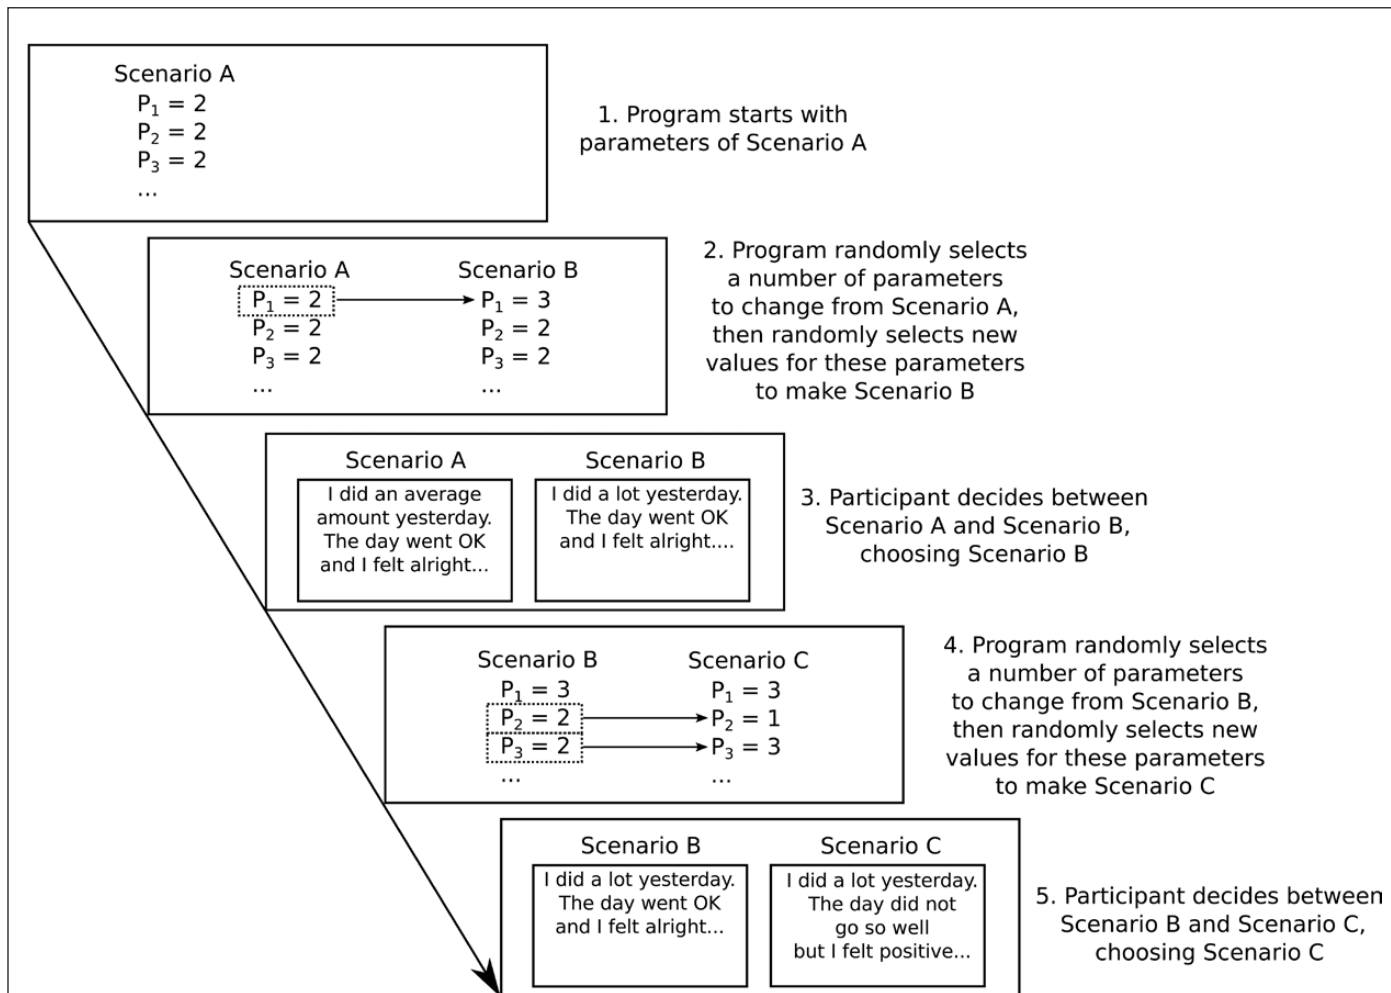 Scenario A
P₁ = 2
P₂ = 2
P₃ = 2
...
1. Program starts with
parameters of Scenario A
Scenario A
P₁ = 2
P₂ = 2
P₃ = 2
...
Scenario B
P₁ = 3
P₂ = 2
P₃ = 2
...
2. Program randomly selects
a number of parameters
to change from Scenario A,
then randomly selects new
values for these parameters
to make Scenario B
Scenario A
I did an average
amount yesterday.
The day went OK
and I felt alright...
Scenario B
I did a lot yesterday.
The day went OK
and I felt alright....
3. Participant decides between
Scenario A and Scenario B,
choosing Scenario B
Scenario B
P₁ = 3
P₂ = 2
P₃ = 2
...
Scenario C
P₁ = 3
P₂ = 1
P₃ = 3
...
4. Program randomly selects
a number of parameters
to change from Scenario B,
then randomly selects new
values for these parameters
to make Scenario C
Scenario B
I did a lot yesterday.
The day went OK
and I felt alright...
Scenario C
I did a lot yesterday.
The day did not
go so well
but I felt positive...
5. Participant decides between
Scenario B and Scenario C,
choosing Scenario C